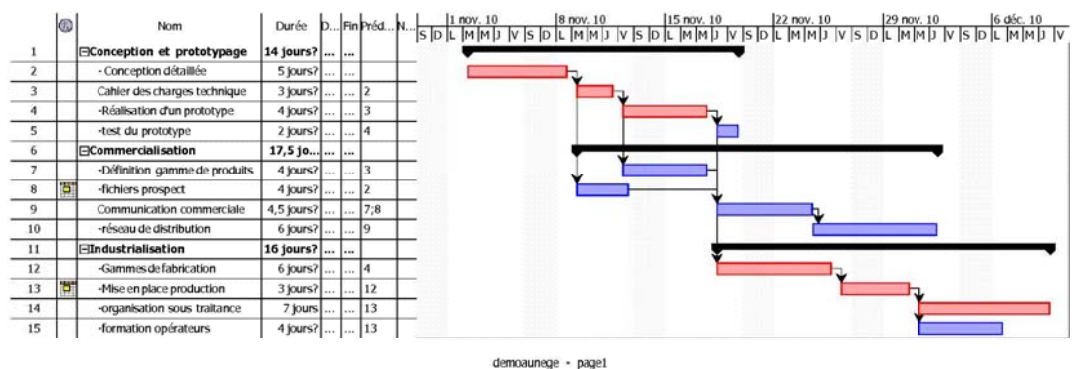 Nom Durée D... Fin Préd... N... 1 nov. 10 8 nov. 10 15 nov. 10 22 nov. 10 29 nov. 10 6 déc. 10
S D L M M J V S D L M M J V S D L M M J V S D L M M J V S D L M M J V S D L M M J V
1 ⊟Conception et prototypage 14 jours? ... ...
2 - Conception détaillée 5 jours? ... ...
3 Cahier des charges technique 3 jours? ... ... 2
4 -Réalisation d'un prototype 4 jours? ... ... 3
5 -test du prototype 2 jours? ... ... 4
6 ⊟Commercialisation 17,5 jo... ... ...
7 -Définition gamme de produits 4 jours? ... ... 3
8 -fichiers prospect 4 jours? ... ... 2
9 Communication commerciale 4,5 jours? ... ... 7;8
10 -réseau de distribution 6 jours? ... ... 9
11 ⊟Industrialisation 16 jours? ... ...
12 -Gammes de fabrication 6 jours? ... ... 4
13 -Mise en place production 3 jours? ... ... 12
14 -organisation sous traitance 7 jours ... ... 13
15 -formation opérateurs 4 jours? ... ... 13
demoaunege - page1